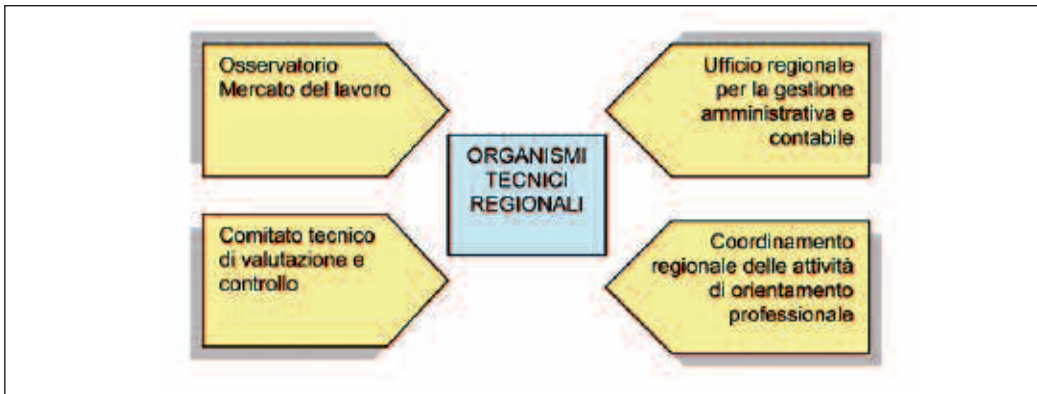 Osservatorio
Mercato del lavoro
Ufficio regionale
per la gestione
amministrativa e
contabile
ORGANISMI
TECNICI
REGIONALI
Comitato tecnico
di valutazione e
controllo
Coordinamento
regionale delle attività
di orientamento
professionale